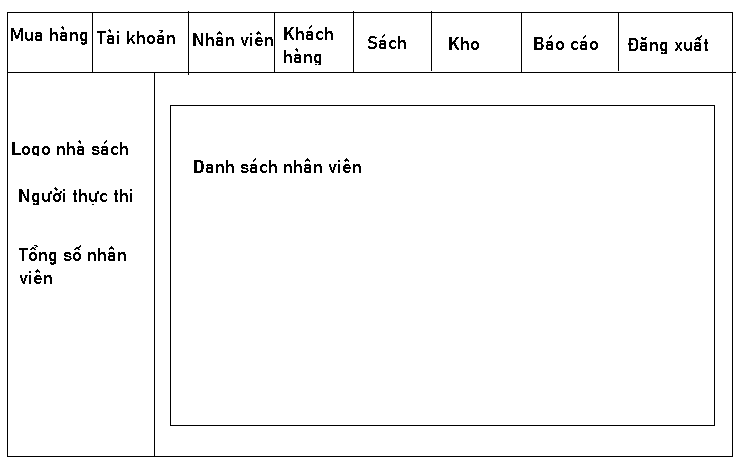 Mua hàng
Tài khoản
Nhân viên
Khách
hàng
Sách
Kho
Báo cáo
Đăng xuất
Logo nhà sách
Người thực thi
Tổng số nhân
viên
Danh sách nhân viên